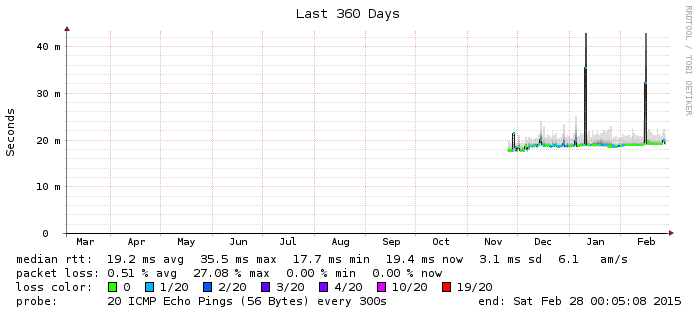 Last 360 Days
RRDTOOL / TOBI OETIKER
Seconds
40 m
30 m
20 m
10 m
0
Mar Apr May Jun Jul Aug Sep Oct Nov Dec Jan Feb
median rtt: 19.2 ms avg 35.5 ms max 17.7 ms min 19.4 ms now 3.1 ms sd 6.1 am/s
packet loss: 0.51 % avg 27.08 % max 0.00 % min 0.00 % now
loss color: 0 1/20 2/20 3/20 4/20 10/20 19/20
probe: 20 ICMP Echo Pings (56 Bytes) every 300s end: Sat Feb 28 00:05:08 2015